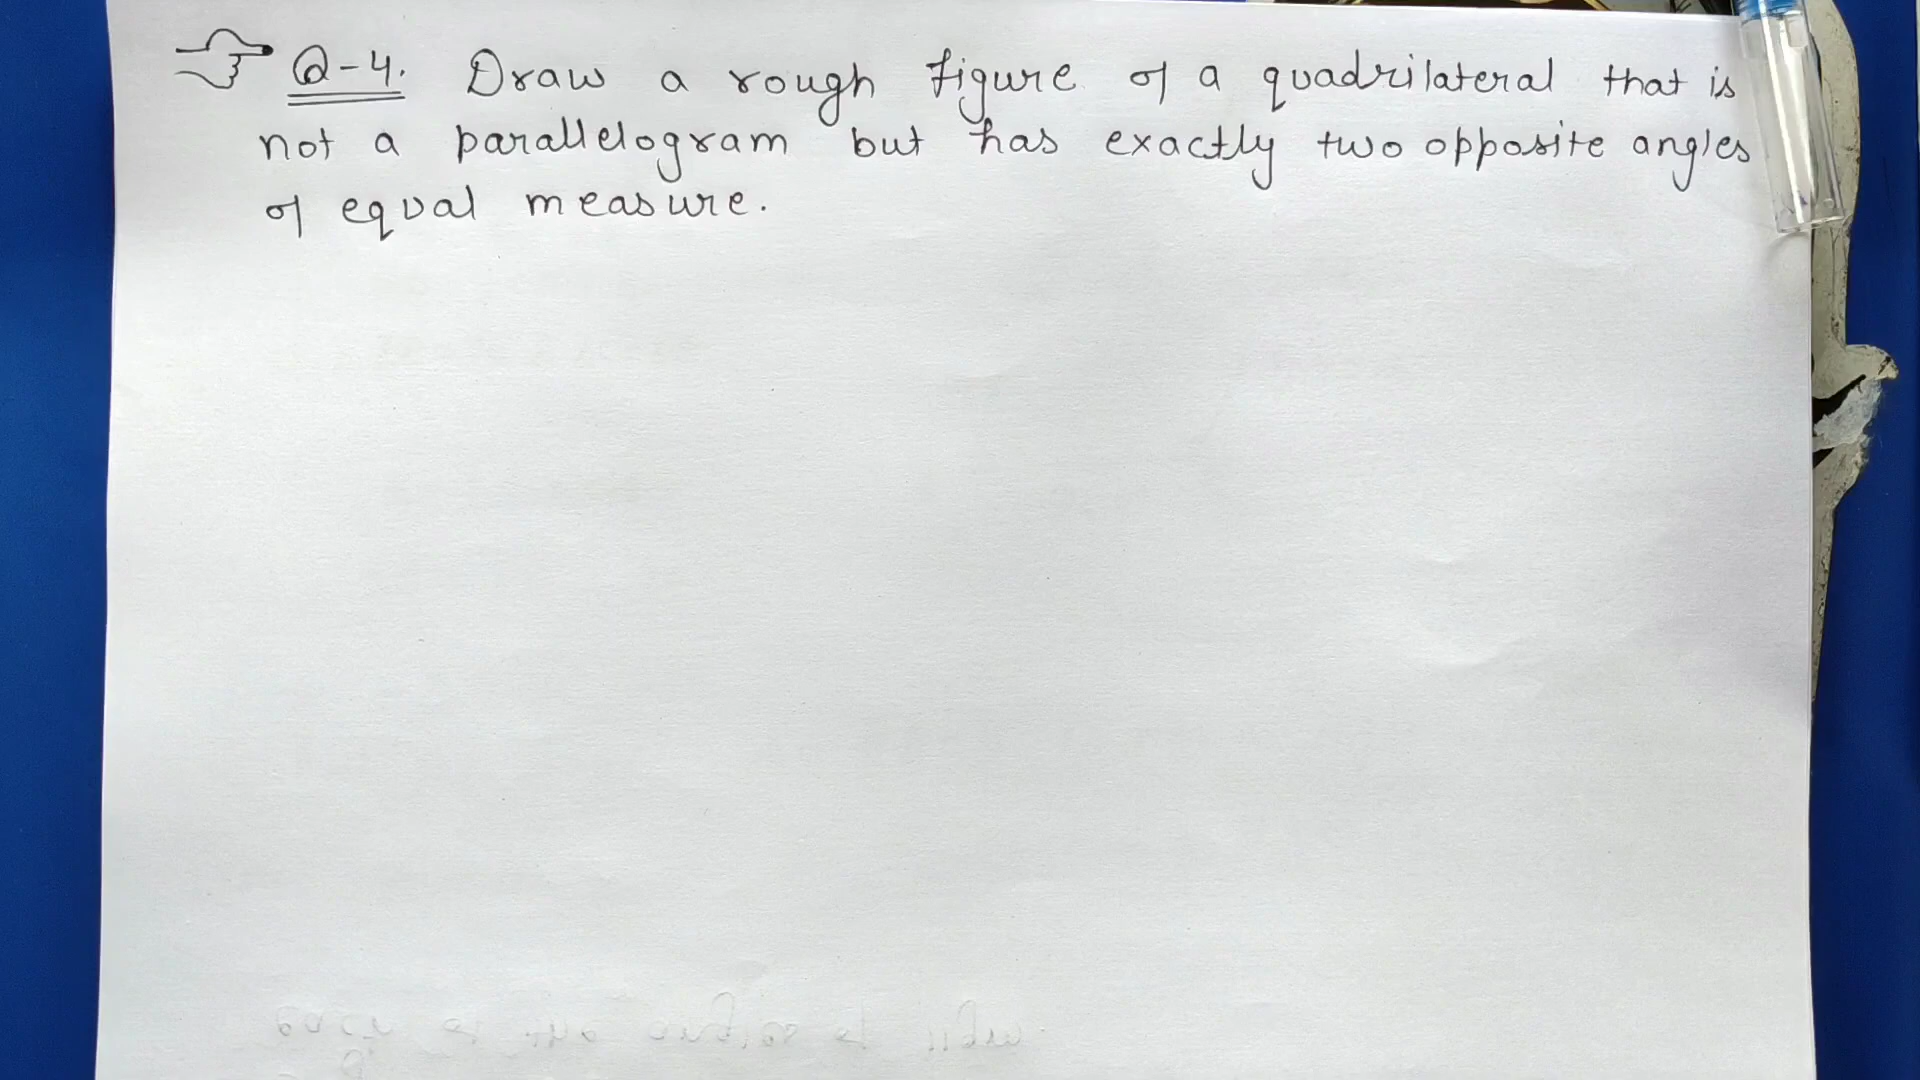 Q-4. Draw a rough figure of a quadrilateral that is
not a parallelogram but has exactly two opposite angles
of equal measure.